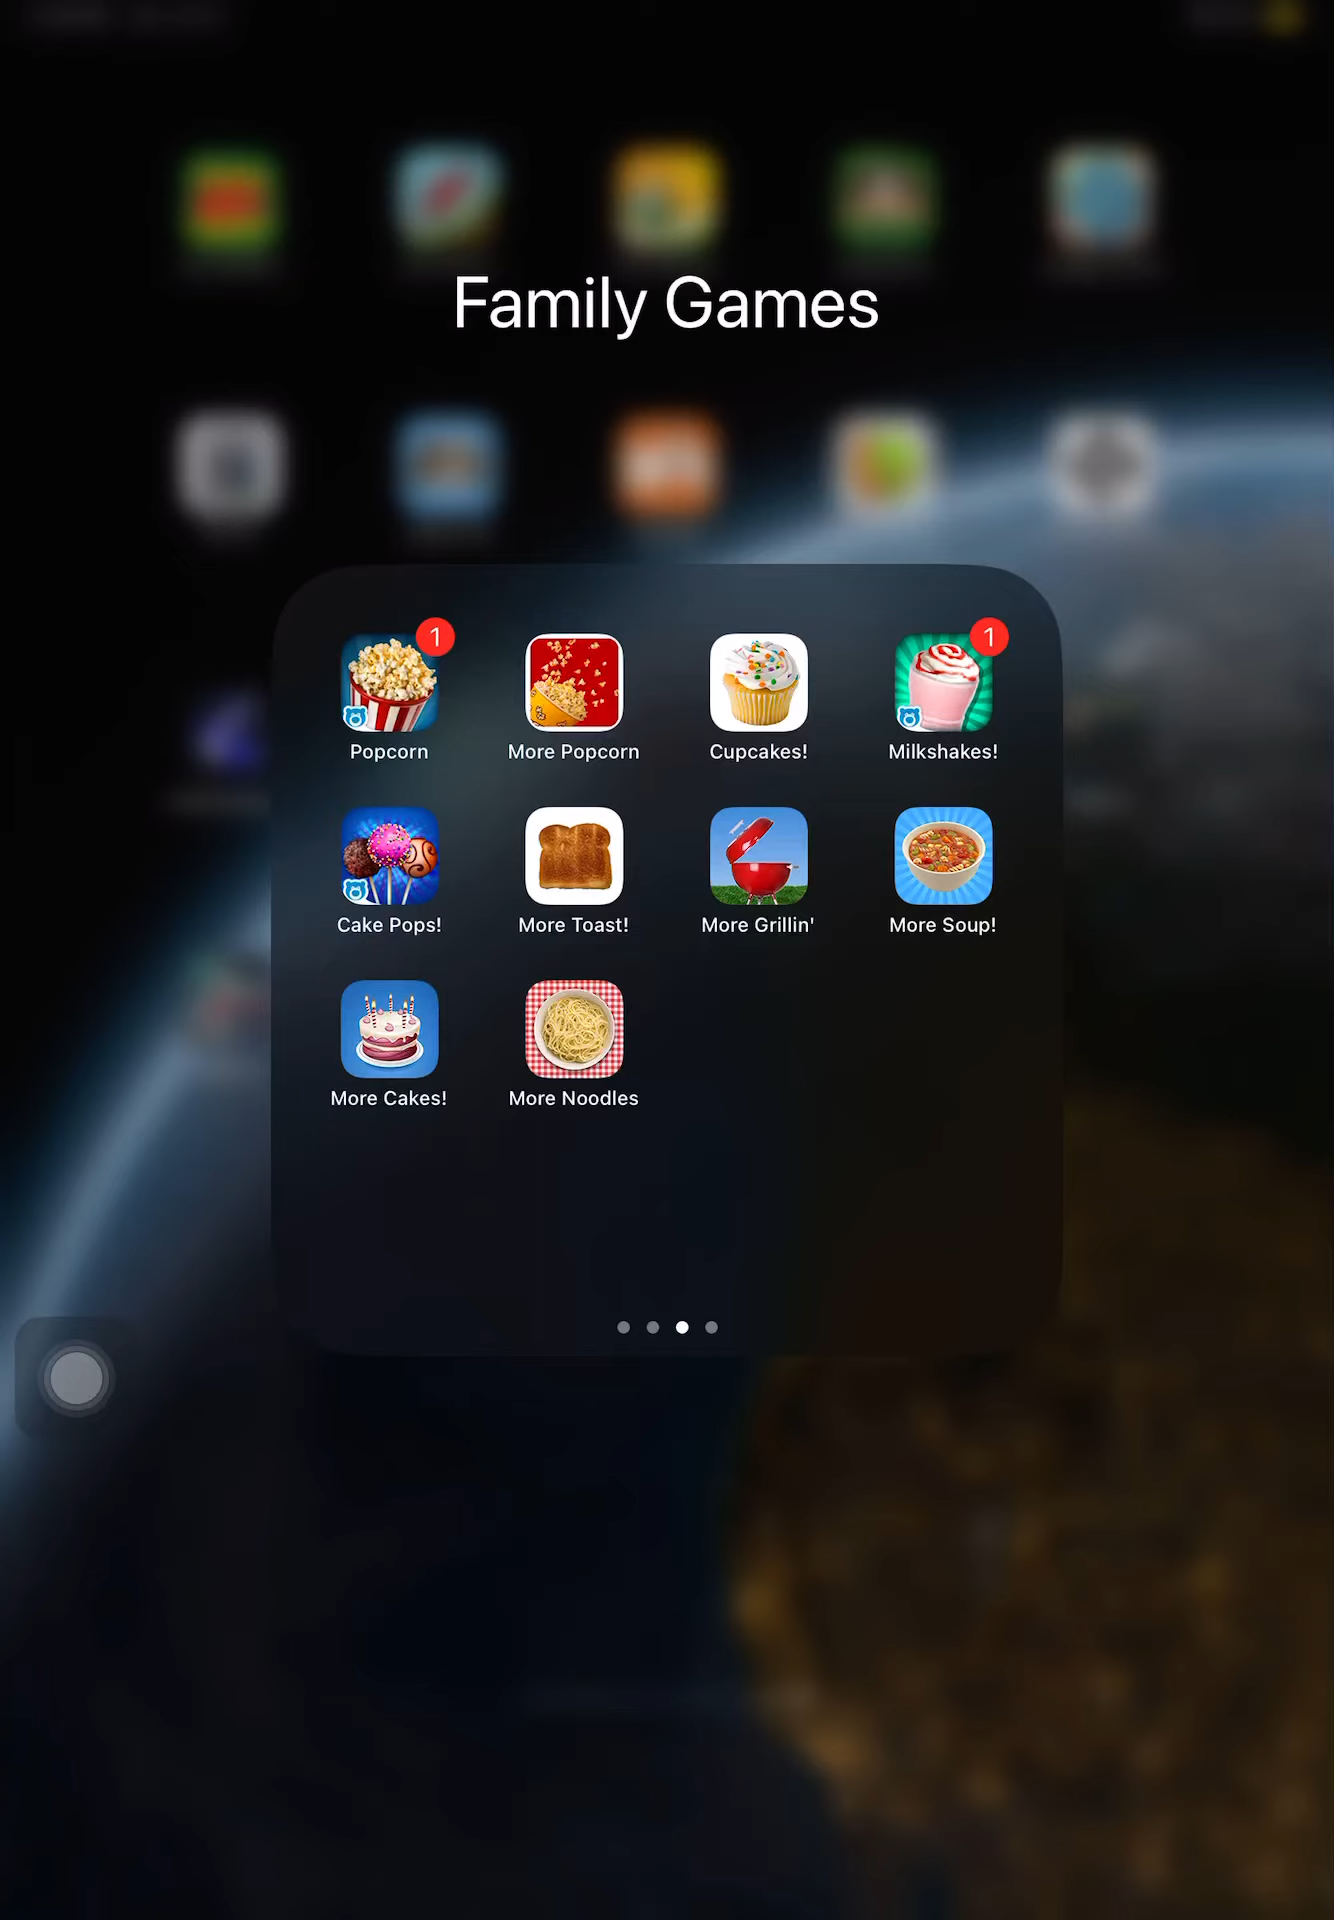 Family Games
1
1
Popcorn
More Popcorn
Cupcakes!
Milkshakes!
Cake Pops!
More Toast!
More Grillin'
More Soup!
More Cakes!
More Noodles